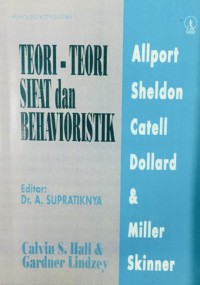 TEORI - TEORI
SIFAT dan
BEHAVIORISTIK
Editor:
Dr. A. SUPRATIKNYA
Calvin S. Hall &
Gardner Lindzey
Allport
Sheldon
Catell
Dollard
&
Miller
Skinner